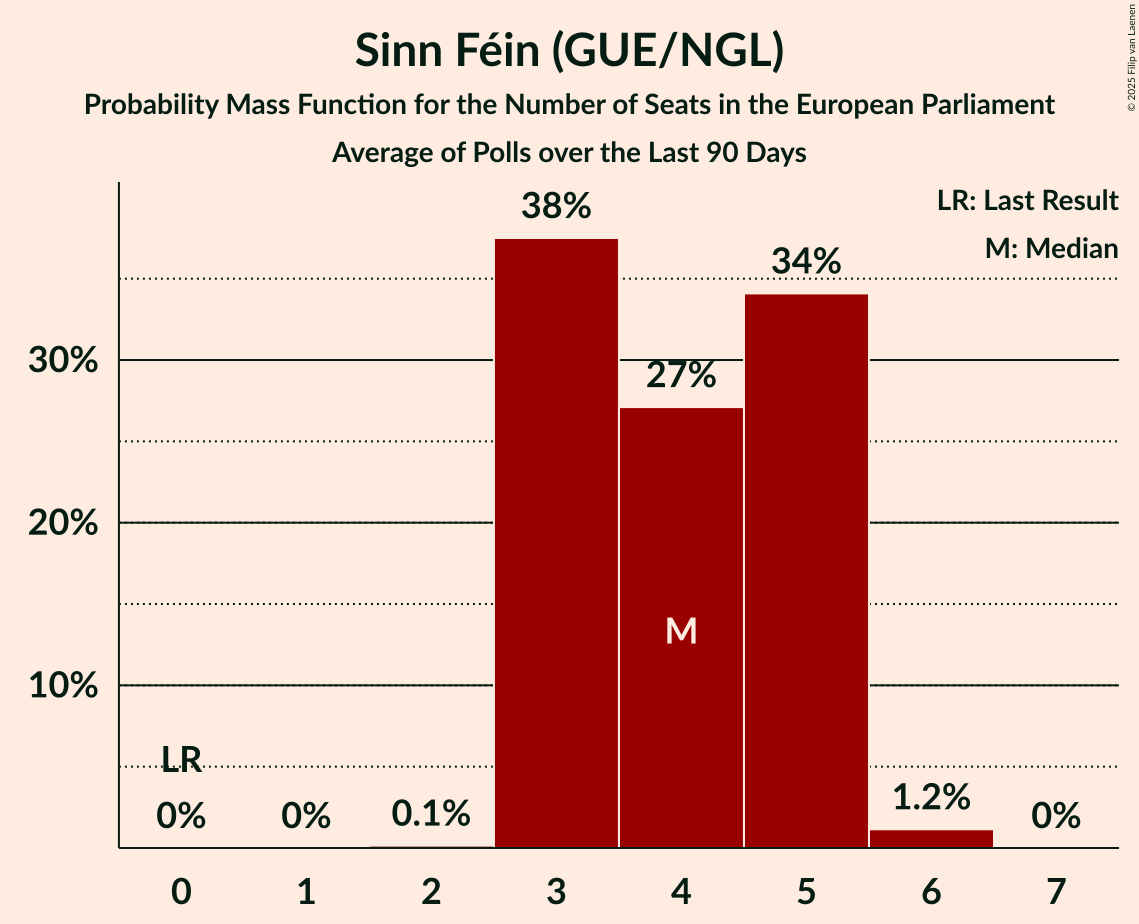 Sinn Féin (GUE/NGL)
Probability Mass Function for the Number of Seats in the European Parliament
Average of Polls over the Last 90 Days
© 2025 Filip van Laenen
LR: Last Result
M: Median
38%
34%
30%
27%
20%
M
10%
LR
0%
0%
0.1%
1.2%
0%
0 1 2 3 4 5 6 7